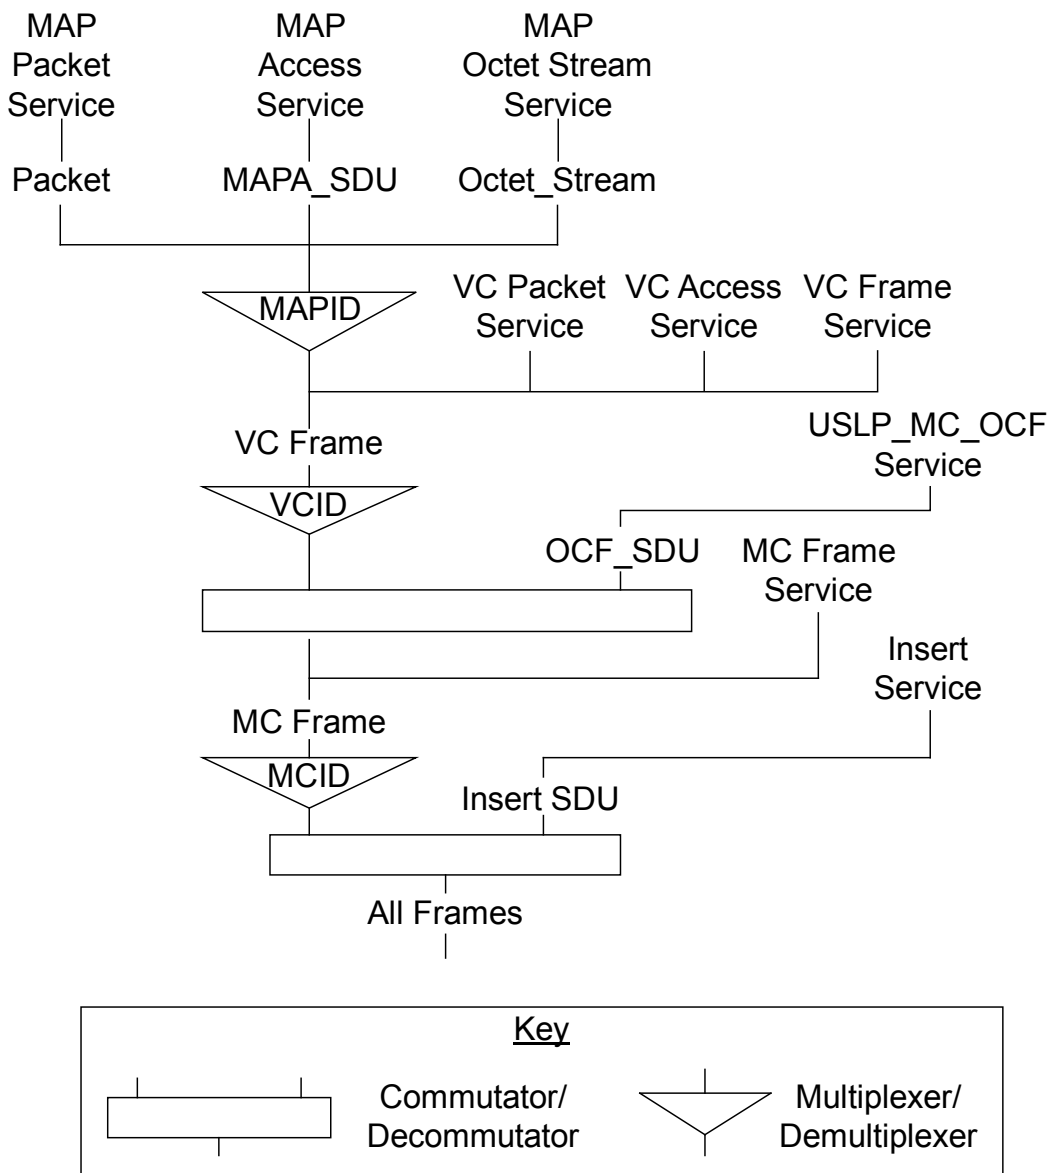 MAP
Packet
Service
MAP
Access
Service
MAP
Octet Stream
Service
Packet
MAPA_SDU
Octet_Stream
MAPID
VC Packet
Service
VC Access
Service
VC Frame
Service
VC Frame
USLP_MC_OCF
Service
VCID
OCF_SDU
MC Frame
Service
Insert
Service
MC Frame
MCID
Insert SDU
All Frames
Key
Commutator/
Decommutator
Multiplexer/
Demultiplexer